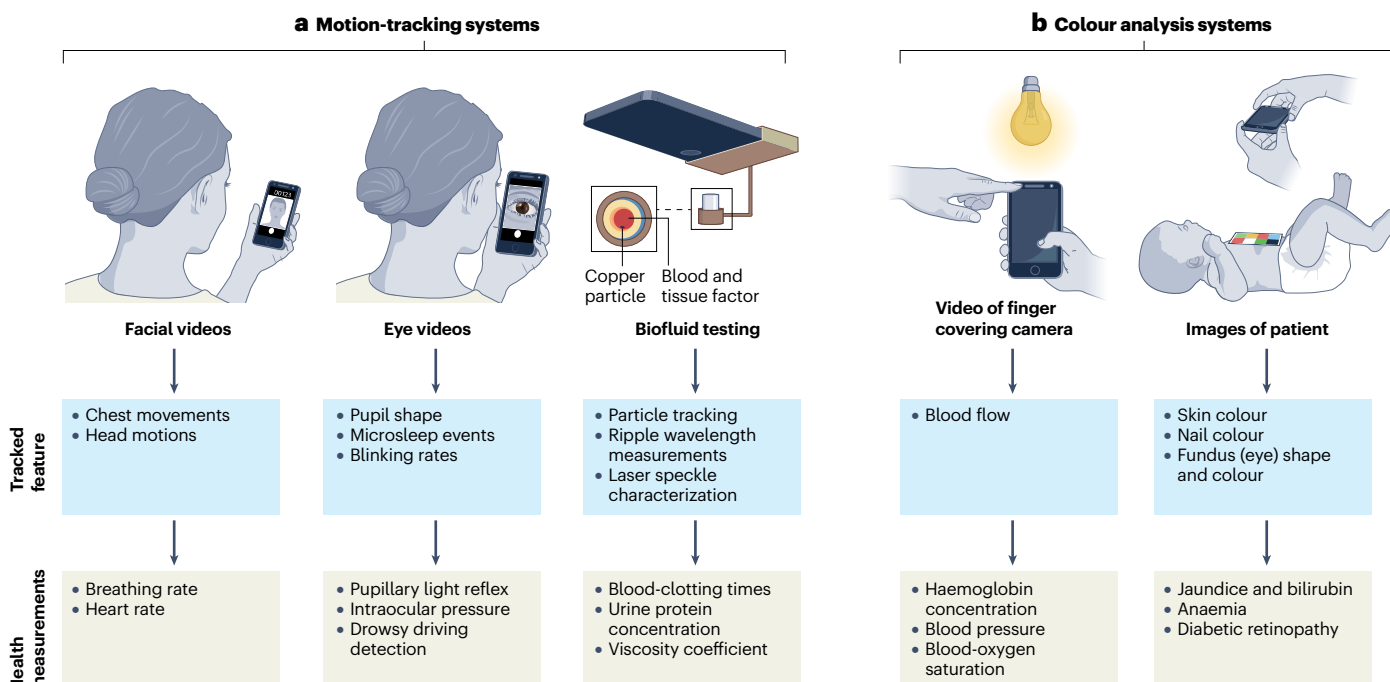 a Motion-tracking systems
b Colour analysis systems
00123
Copper
particle
Blood and
tissue factor
Facial videos
Eye videos
Biofluid testing
Video of finger
covering camera
Images of patient
Tracked
feature
• Chest movements
• Head motions
• Pupil shape
• Microsleep events
• Blinking rates
• Particle tracking
• Ripple wavelength
measurements
• Laser speckle
characterization
• Blood flow
• Skin colour
• Nail colour
• Fundus (eye) shape
and colour
Health
measurements
• Breathing rate
• Heart rate
• Pupillary light reflex
• Intraocular pressure
• Drowsy driving
detection
• Blood-clotting times
• Urine protein
concentration
• Viscosity coefficient
• Haemoglobin
concentration
• Blood pressure
• Blood-oxygen
saturation
• Jaundice and bilirubin
• Anaemia
• Diabetic retinopathy